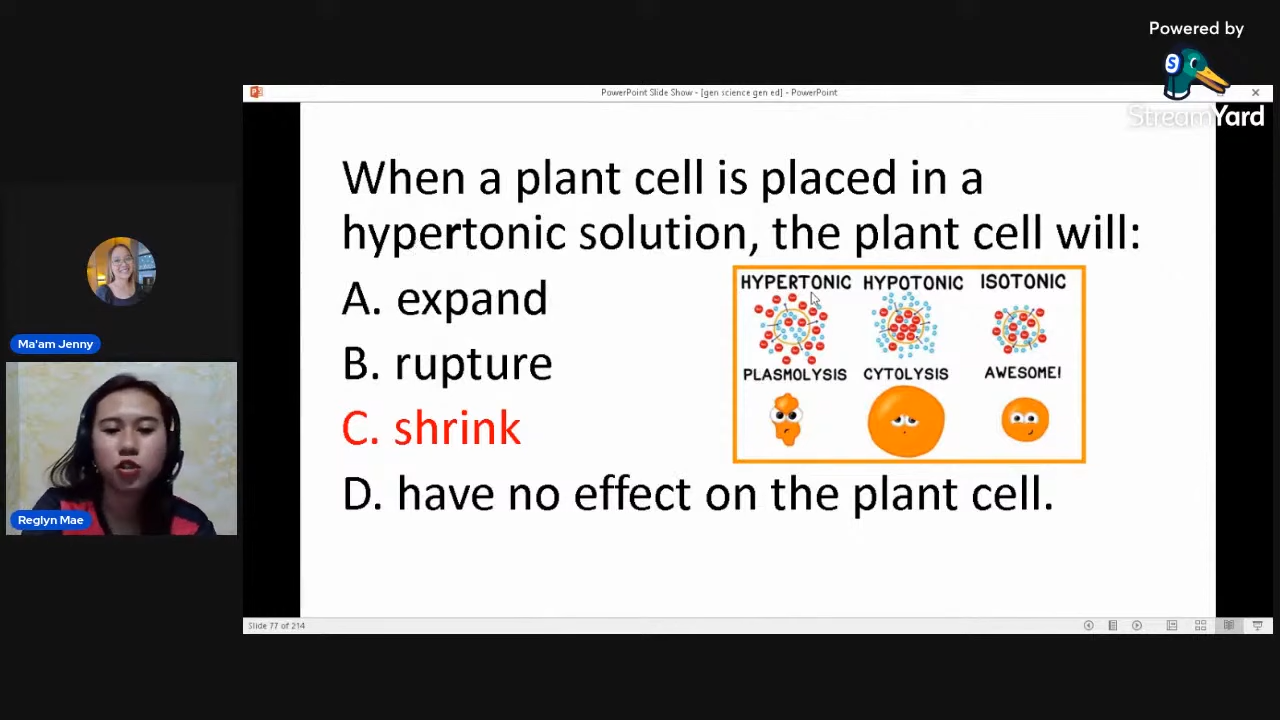 Powered by
StreamYard
PowerPoint Slide Show - [gen science gen ed] - PowerPoint
When a plant cell is placed in a
hypertonic solution, the plant cell will:
A. expand
B. rupture
C. shrink
D. have no effect on the plant cell.
HYPERTONIC HYPOTONIC ISOTONIC
PLASMOLYSIS CYTOLYSIS AWESOME!
Ma'am Jenny
Reglyn Mae
Slide 77 of 214